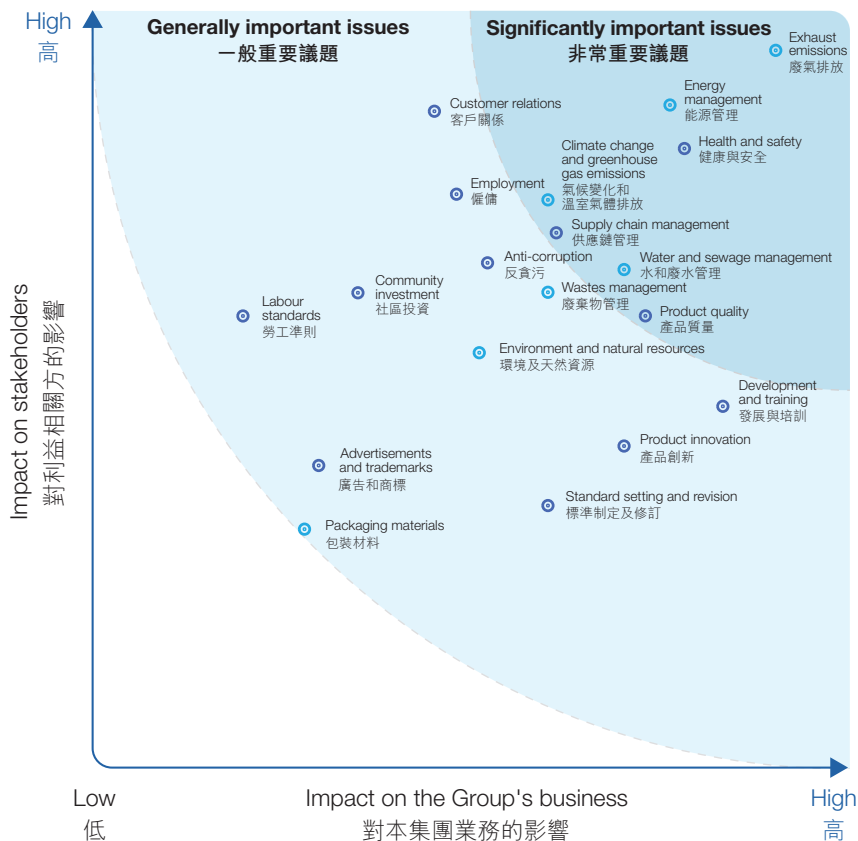 High
高
Generally important issues
一般重要議題
Significantly important issues
非常重要議題
Exhaust
emissions
廢氣排放
Energy
management
能源管理
Customer relations
客戶關係
Health and safety
健康與安全
Climate change
and greenhouse
gas emissions
氣候變化和
溫室氣體排放
Employment
僱傭
Supply chain management
供應鏈管理
Anti-corruption
反貪污
Water and sewage management
水和廢水管理
Community
investment
社區投資
Wastes management
廢棄物管理
Labour
standards
勞工準則
Product quality
產品質量
Environment and natural resources
環境及天然資源
Development
and training
發展與培訓
Product innovation
產品創新
Advertisements
and trademarks
廣告和商標
Standard setting and revision
標準制定及修訂
Packaging materials
包裝材料
Impact on stakeholders
對利益相關方的影響
Low
低
Impact on the Group's business
對本集團業務的影響
High
高